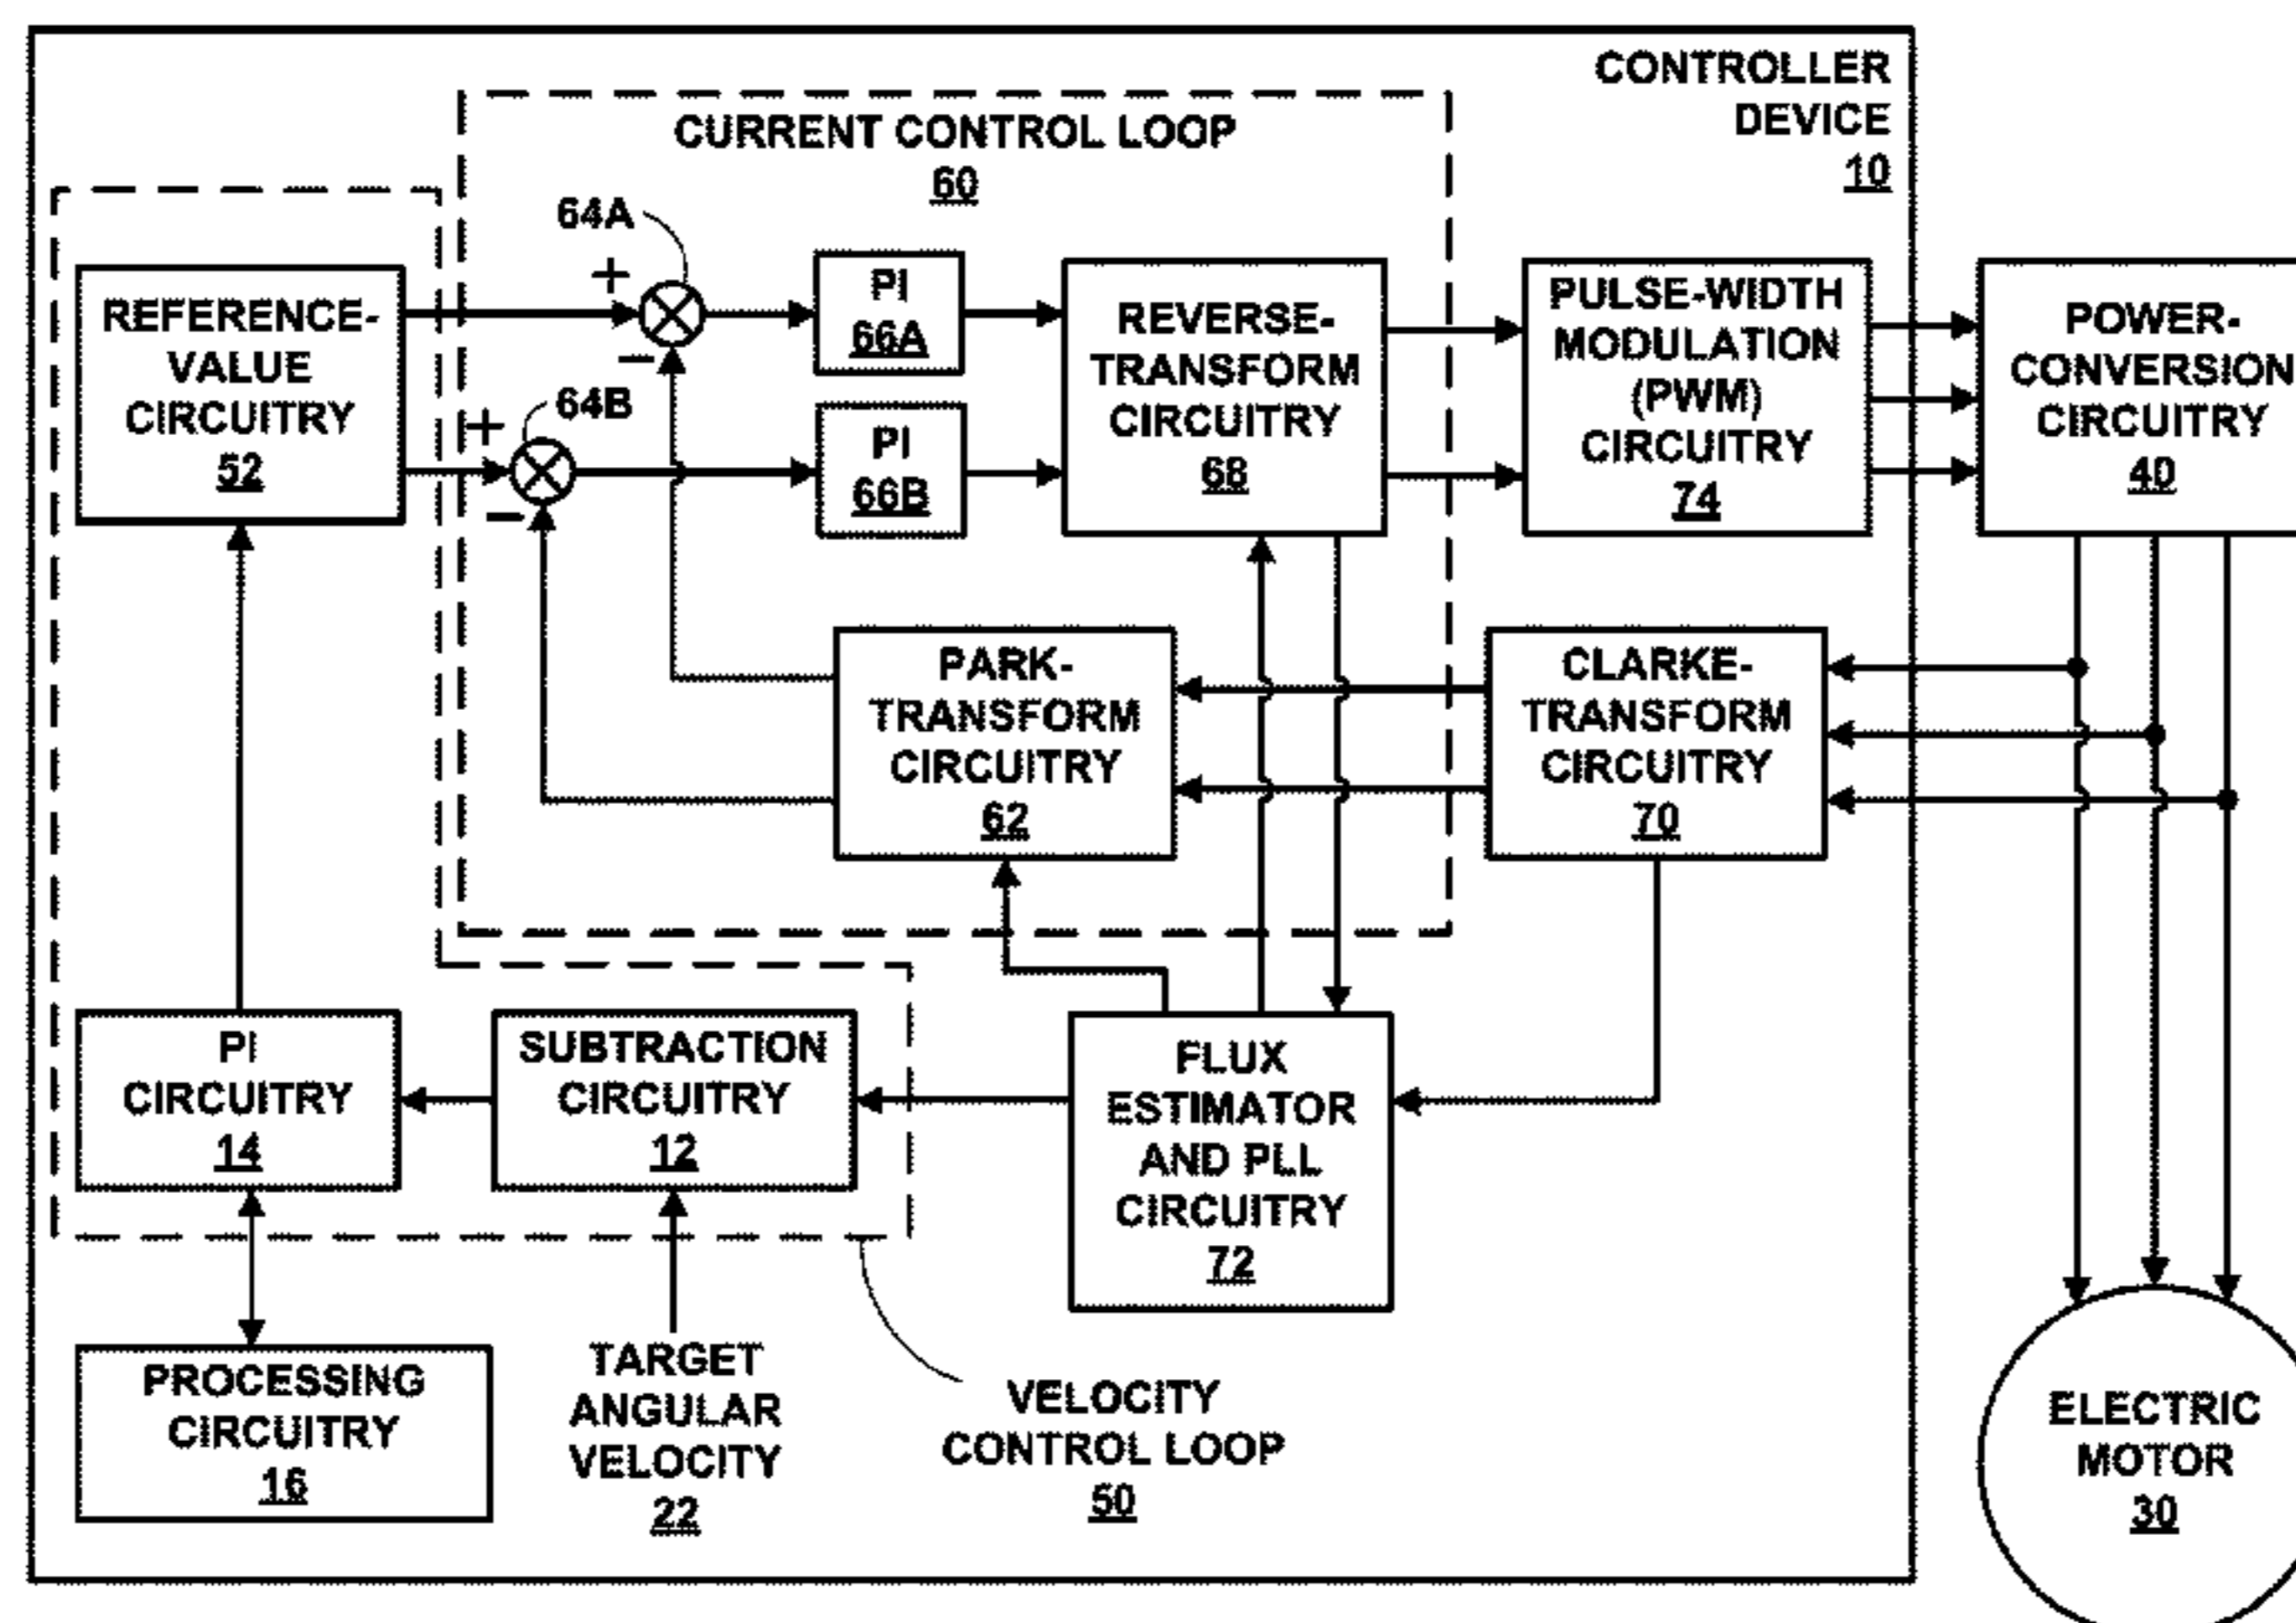 CONTROLLER
DEVICE
10
CURRENT CONTROL LOOP
60
64A
+
−
64B
+
−
REFERENCE-
VALUE
CIRCUITRY
52
PI
66A
PI
66B
REVERSE-
TRANSFORM
CIRCUITRY
68
PULSE-WIDTH
MODULATION
(PWM)
CIRCUITRY
74
POWER-
CONVERSION
CIRCUITRY
40
PARK-
TRANSFORM
CIRCUITRY
62
CLARKE-
TRANSFORM
CIRCUITRY
70
PI
CIRCUITRY
14
SUBTRACTION
CIRCUITRY
12
FLUX
ESTIMATOR
AND PLL
CIRCUITRY
72
PROCESSING
CIRCUITRY
16
TARGET
ANGULAR
VELOCITY
22
VELOCITY
CONTROL LOOP
50
ELECTRIC
MOTOR
30